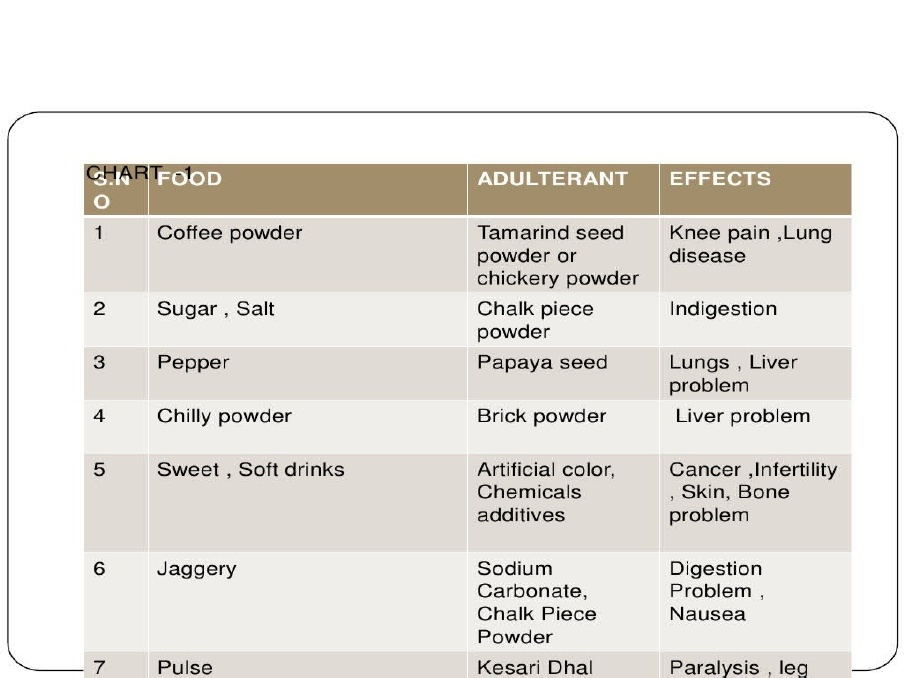 CHART -1
S.N
O
FOOD
ADULTERANT
EFFECTS
1
Coffee powder
Tamarind seed
powder or
chickery powder
Knee pain ,Lung
disease
2
Sugar , Salt
Chalk piece
powder
Indigestion
3
Pepper
Papaya seed
Lungs , Liver
problem
4
Chilly powder
Brick powder
Liver problem
5
Sweet , Soft drinks
Artificial color,
Chemicals
additives
Cancer ,Infertility
, Skin, Bone
problem
6
Jaggery
Sodium
Carbonate,
Chalk Piece
Powder
Digestion
Problem ,
Nausea
7
Pulse
Kesari Dhal
Paralysis , leg